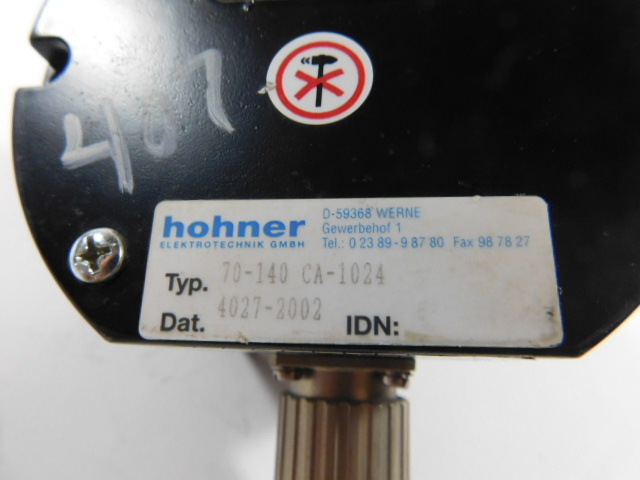 407
hohner
ELEKTROTECHNIK GMBH
D-59368 WERNE
Gewerbehof 1
Tel.: 0 23 89-9 87 80 Fax 98 78 27
Typ. 70-140 CA-1024
Dat. 4027-2002 IDN: